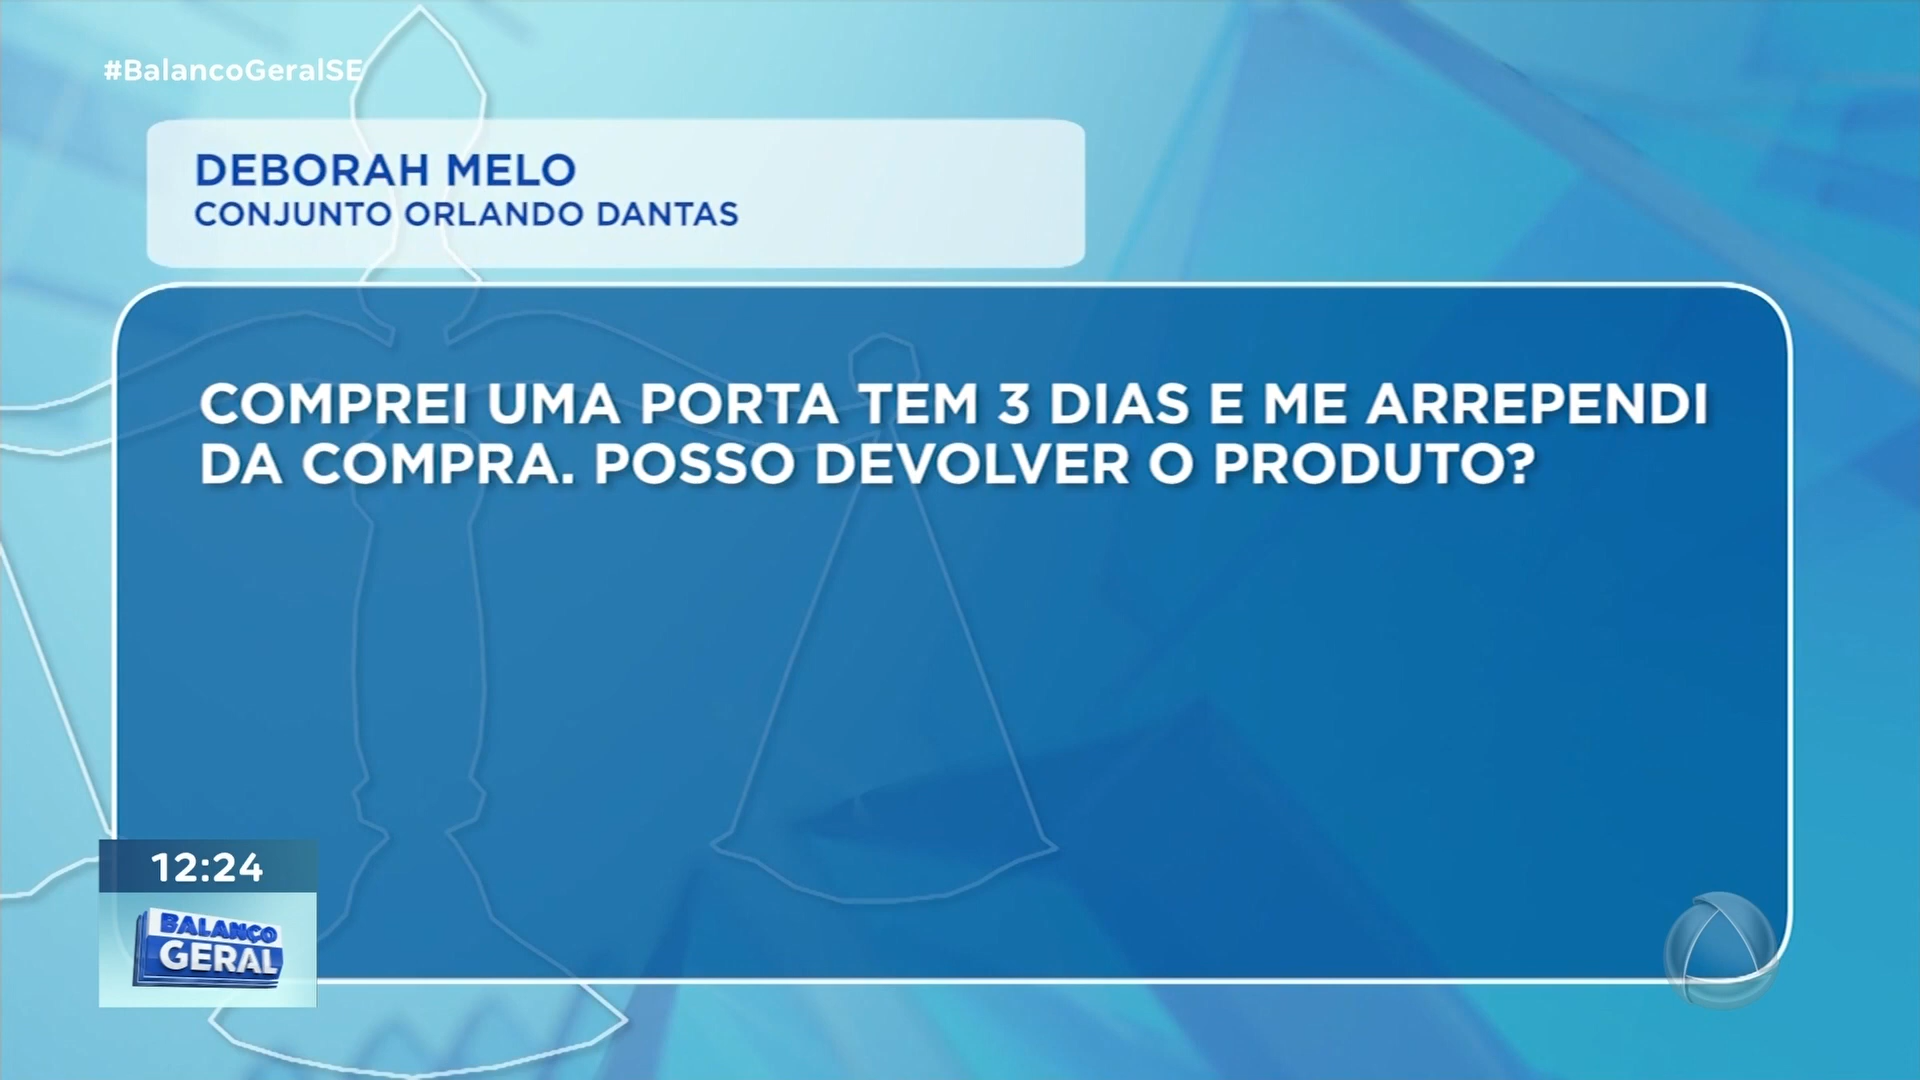 #BalancoGeralSE
DEBORAH MELO
CONJUNTO ORLANDO DANTAS
COMPREI UMA PORTA TEM 3 DIAS E ME ARREPENDI
DA COMPRA. POSSO DEVOLVER O PRODUTO?
12:24
BALANÇO
GERAL